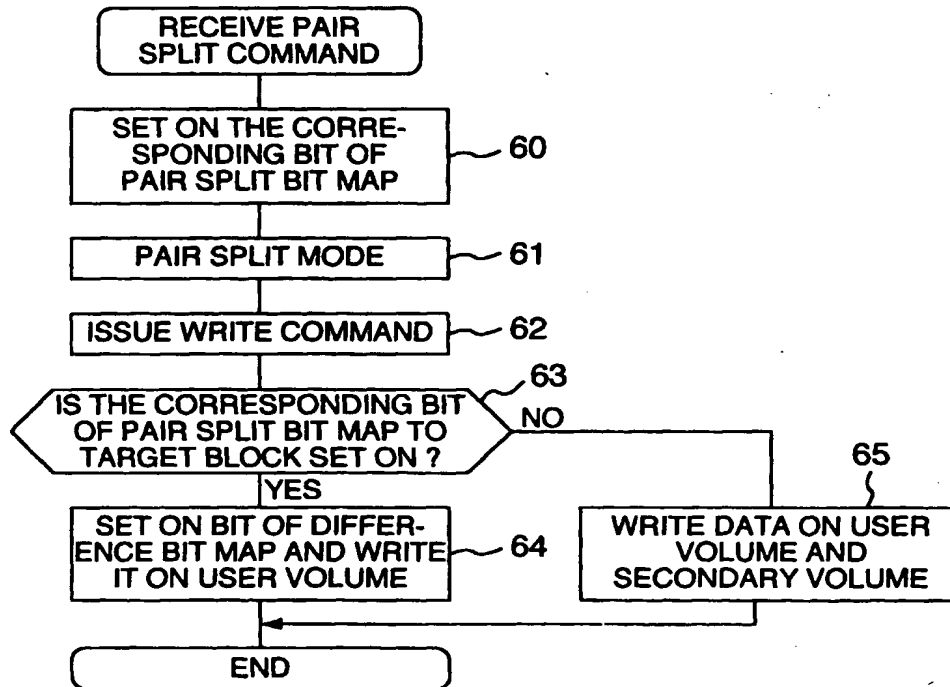 RECEIVE PAIR
SPLIT COMMAND
SET ON THE CORRE-
SPONDING BIT OF
PAIR SPLIT BIT MAP
60
PAIR SPLIT MODE
61
ISSUE WRITE COMMAND
62
63
IS THE CORRESPONDING BIT
OF PAIR SPLIT BIT MAP TO
TARGET BLOCK SET ON ?
NO
YES
SET ON BIT OF DIFFER-
ENCE BIT MAP AND WRITE
IT ON USER VOLUME
64
65
WRITE DATA ON USER
VOLUME AND
SECONDARY VOLUME
END